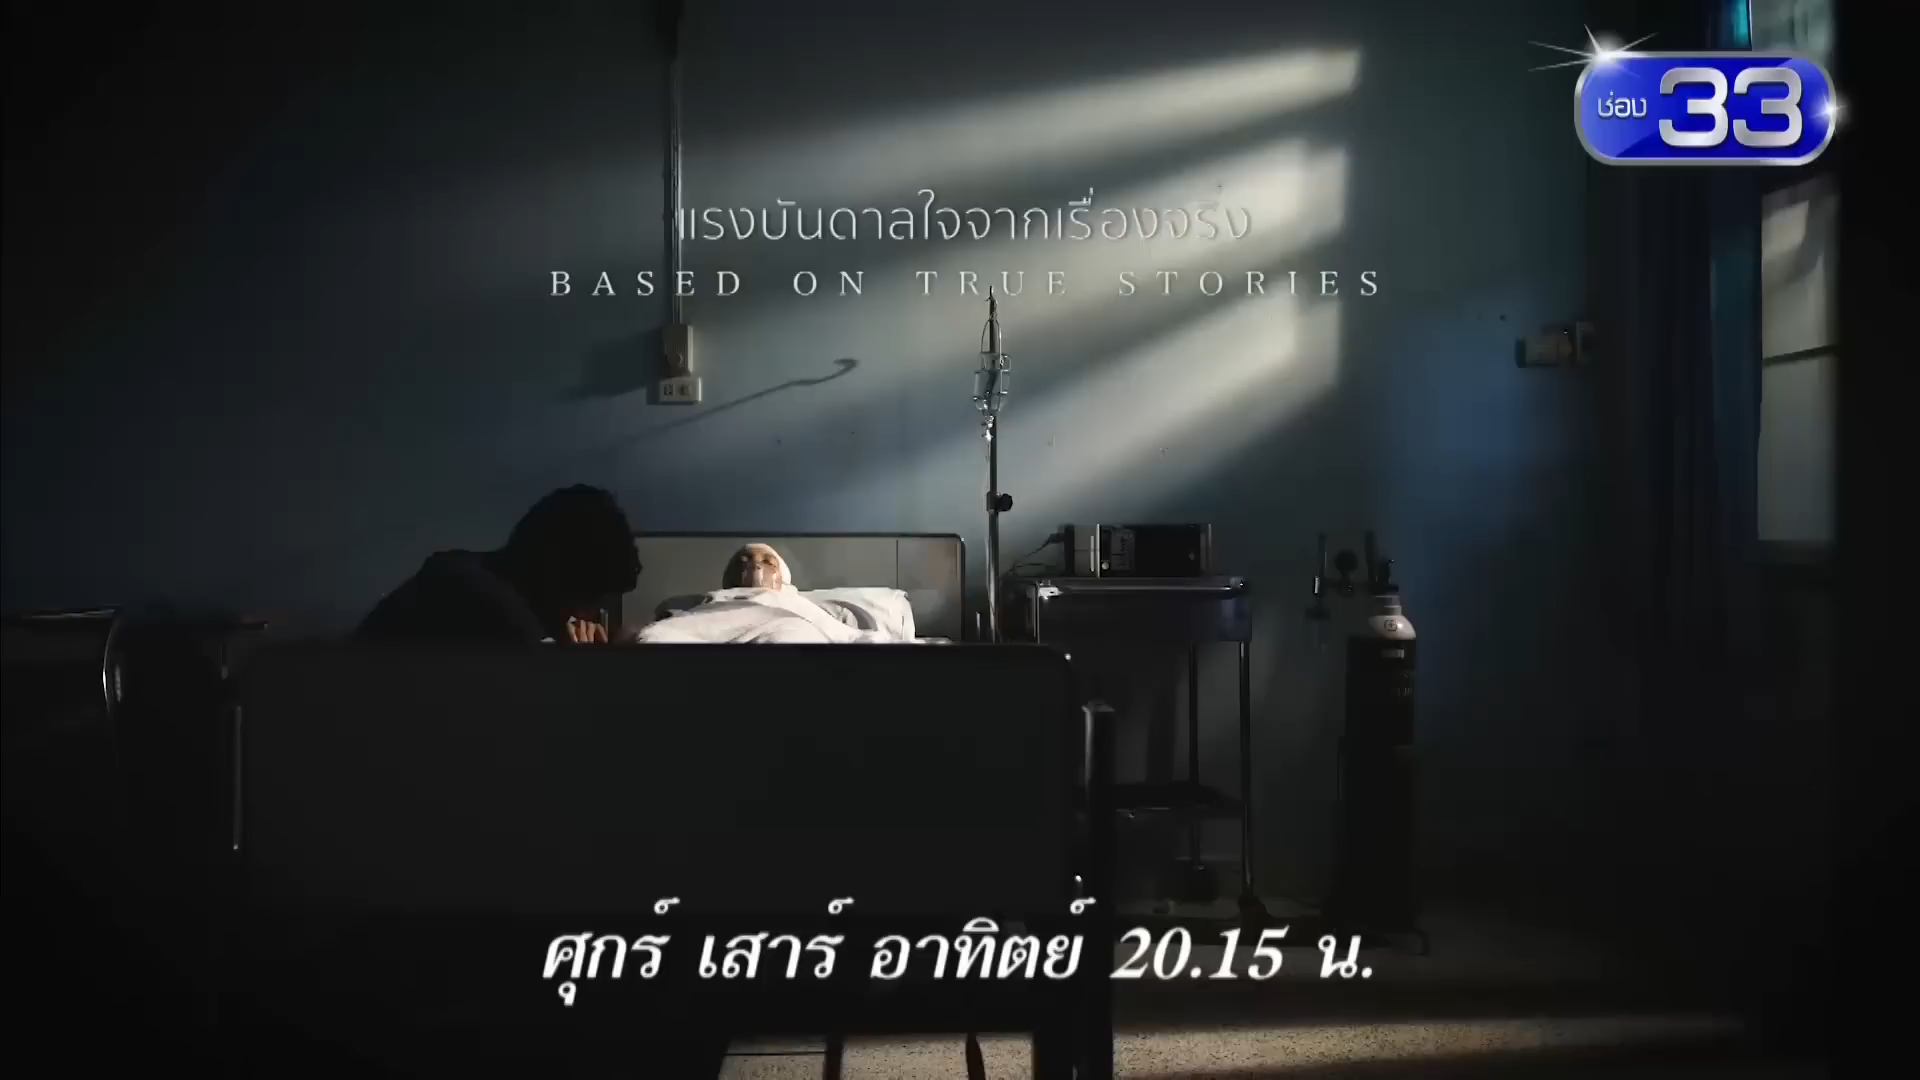 ช่อง 33
แรงบันดาลใจจากเรื่องจริง
BASED ON TRUE STORIES
ศุกร์ เสาร์ อาทิตย์ 20.15 น.